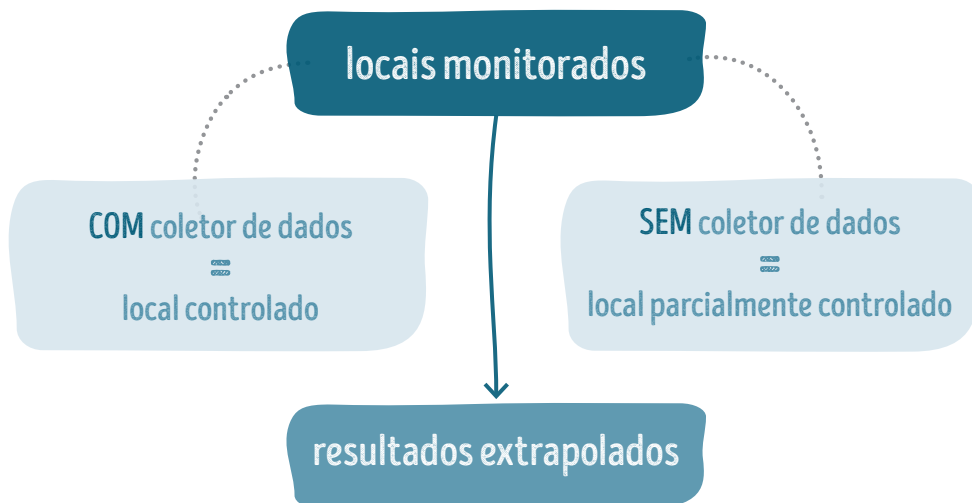 locais monitorados
COM coletor de dados
=
local controlado
SEM coletor de dados
=
local parcialmente controlado
resultados extrapolados